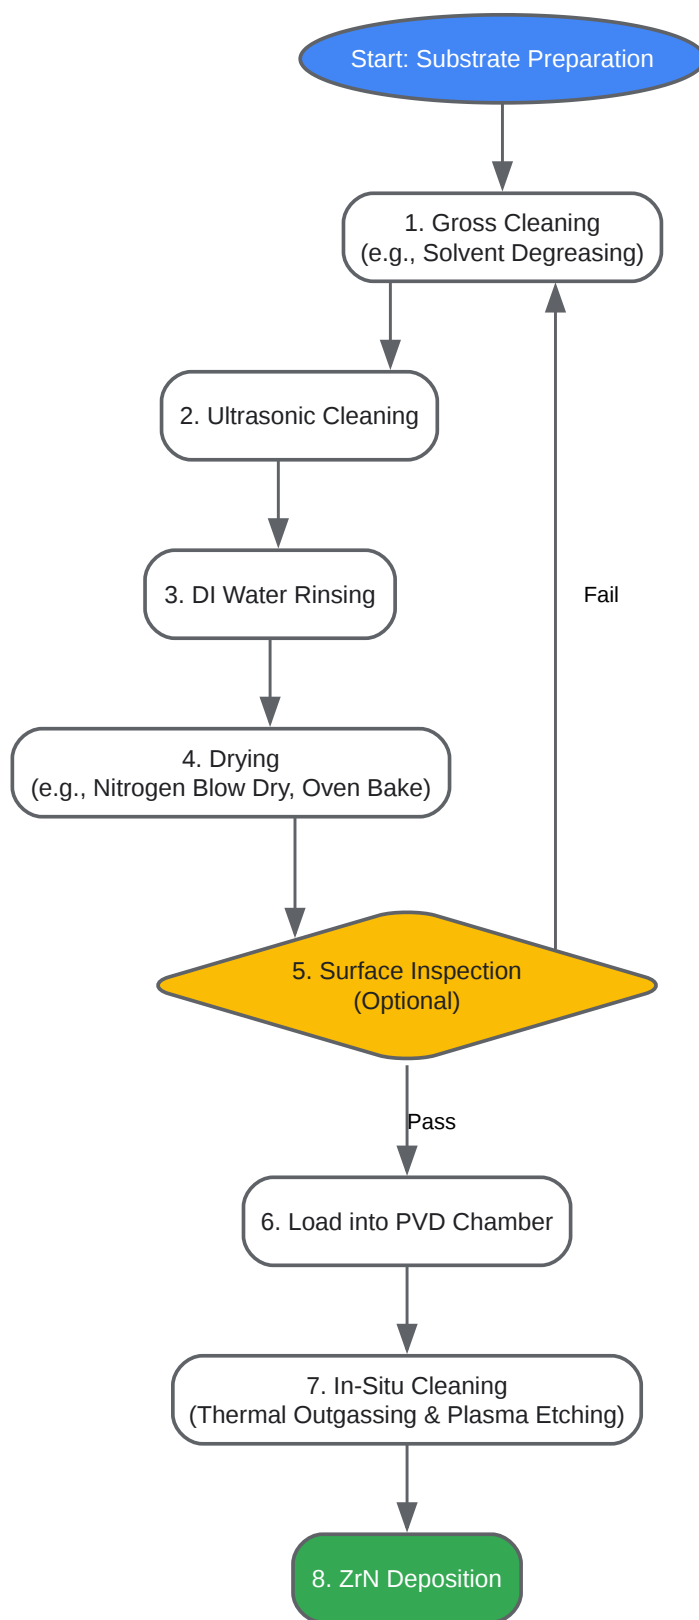 Start: Substrate Preparation
1. Gross Cleaning
(e.g., Solvent Degreasing)
2. Ultrasonic Cleaning
3. DI Water Rinsing
Fail
4. Drying
(e.g., Nitrogen Blow Dry, Oven Bake)
5. Surface Inspection
(Optional)
Pass
6. Load into PVD Chamber
7. In-Situ Cleaning
(Thermal Outgassing & Plasma Etching)
8. ZrN Deposition